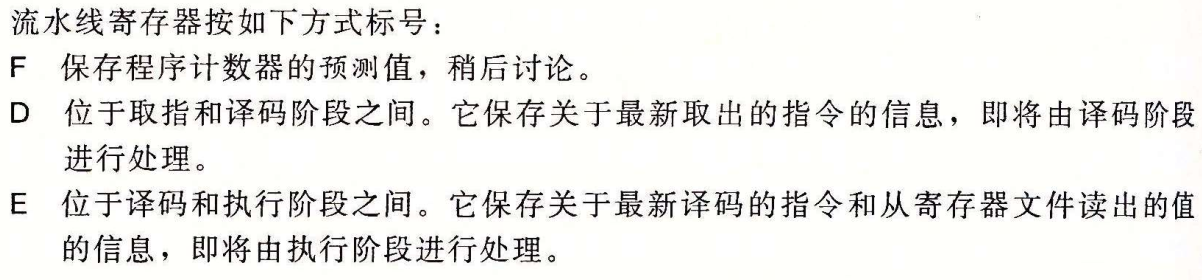 流水线寄存器按如下方式标号：
F 保存程序计数器的预测值，稍后讨论。
D 位于取指和译码阶段之间。它保存关于最新取出的指令的信息，即将由译码阶段
进行处理。
E 位于译码和执行阶段之间。它保存关于最新译码的指令和从寄存器文件读出的值
的信息，即将由执行阶段进行处理。